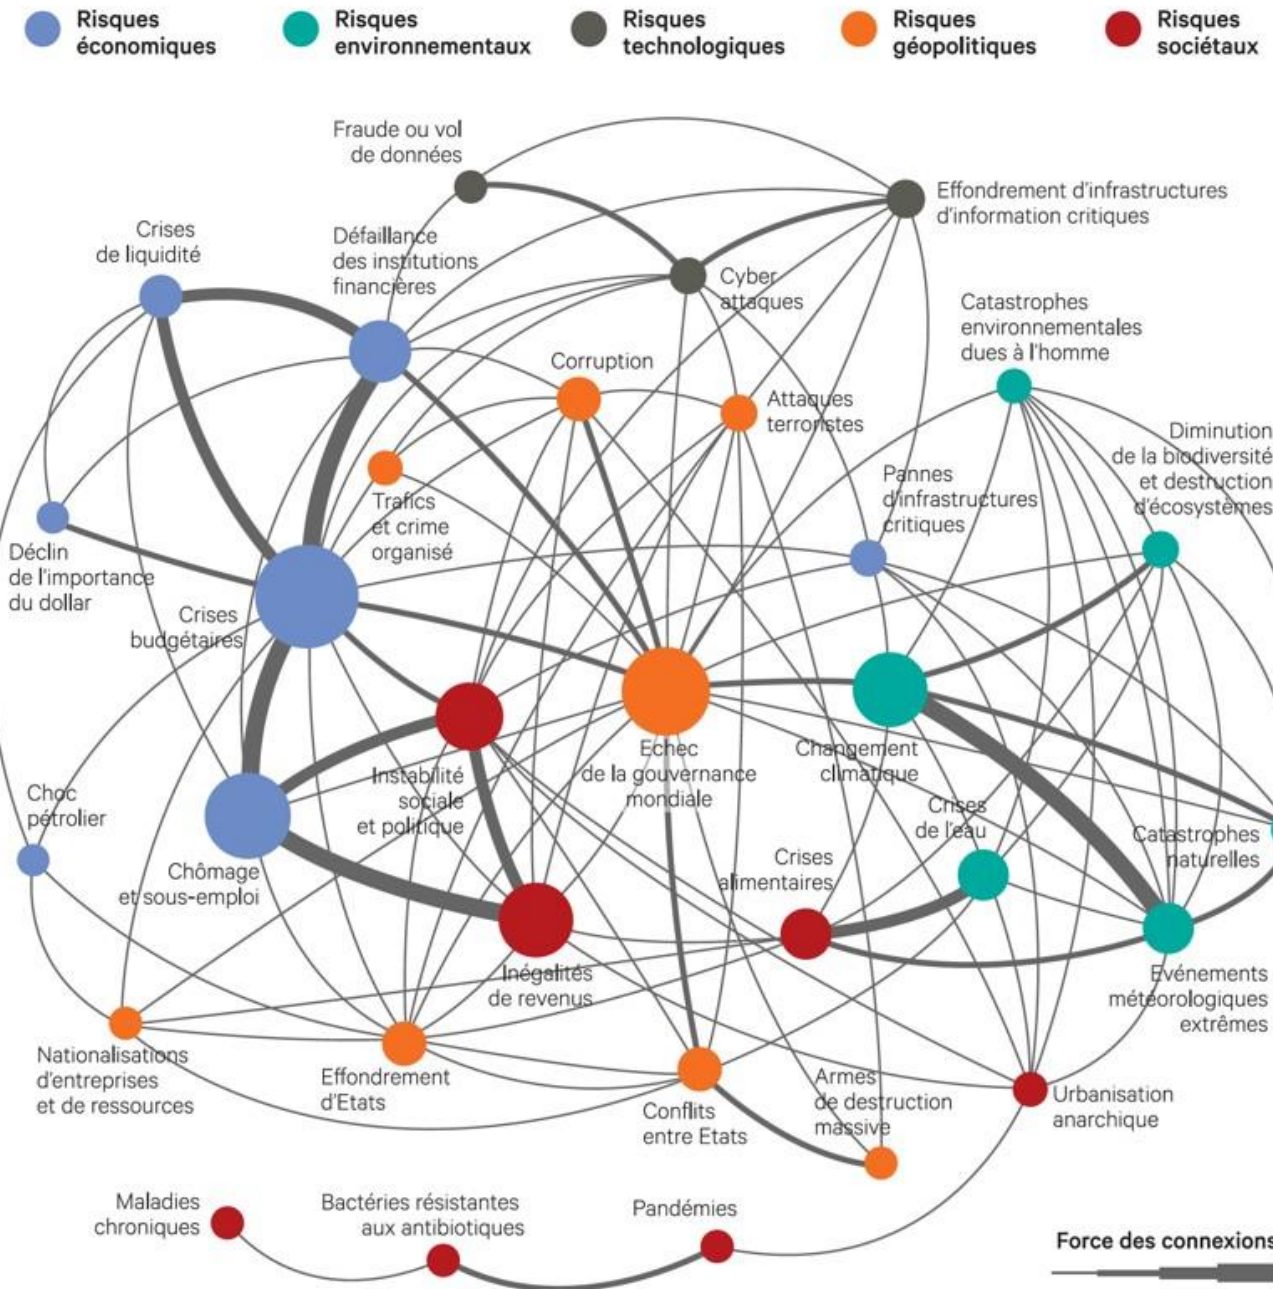 Risques
économiques
Risques
environnementaux
Risques
technologiques
Risques
géopolitiques
Risques
sociétaux
Fraude ou vol
de données
Effondrement d'infrastructures
d'information critiques
Crises
de liquidité
Défaillance
des institutions
financières
Cyber
attaques
Catastrophes
environnementales
dues à l'homme
Corruption
Attaques
terroristes
Diminution
de la biodiversité
et destruction
d'écosystèmes
Trafics
et crime
organisé
Pannes
d'infrastructures
critiques
Déclin
de l'importance
du dollar
Crises
budgétaires
Echec
de la gouvernance
mondiale
Changement
climatique
Instabilité
sociale
et politique
Choc
pétrolier
Crises
de l'eau
Catastrophes
naturelles
Chômage
et sous-emploi
Crises
alimentaires
Inégalités
de revenus
Evénements
météorologiques
extrêmes
Nationalisations
d'entreprises
et de ressources
Effondrement
d'Etats
Conflits
entre Etats
Armes
de destruction
massive
Urbanisation
anarchique
Maladies
chroniques
Bactéries résistantes
aux antibiotiques
Pandémies
Force des connexions